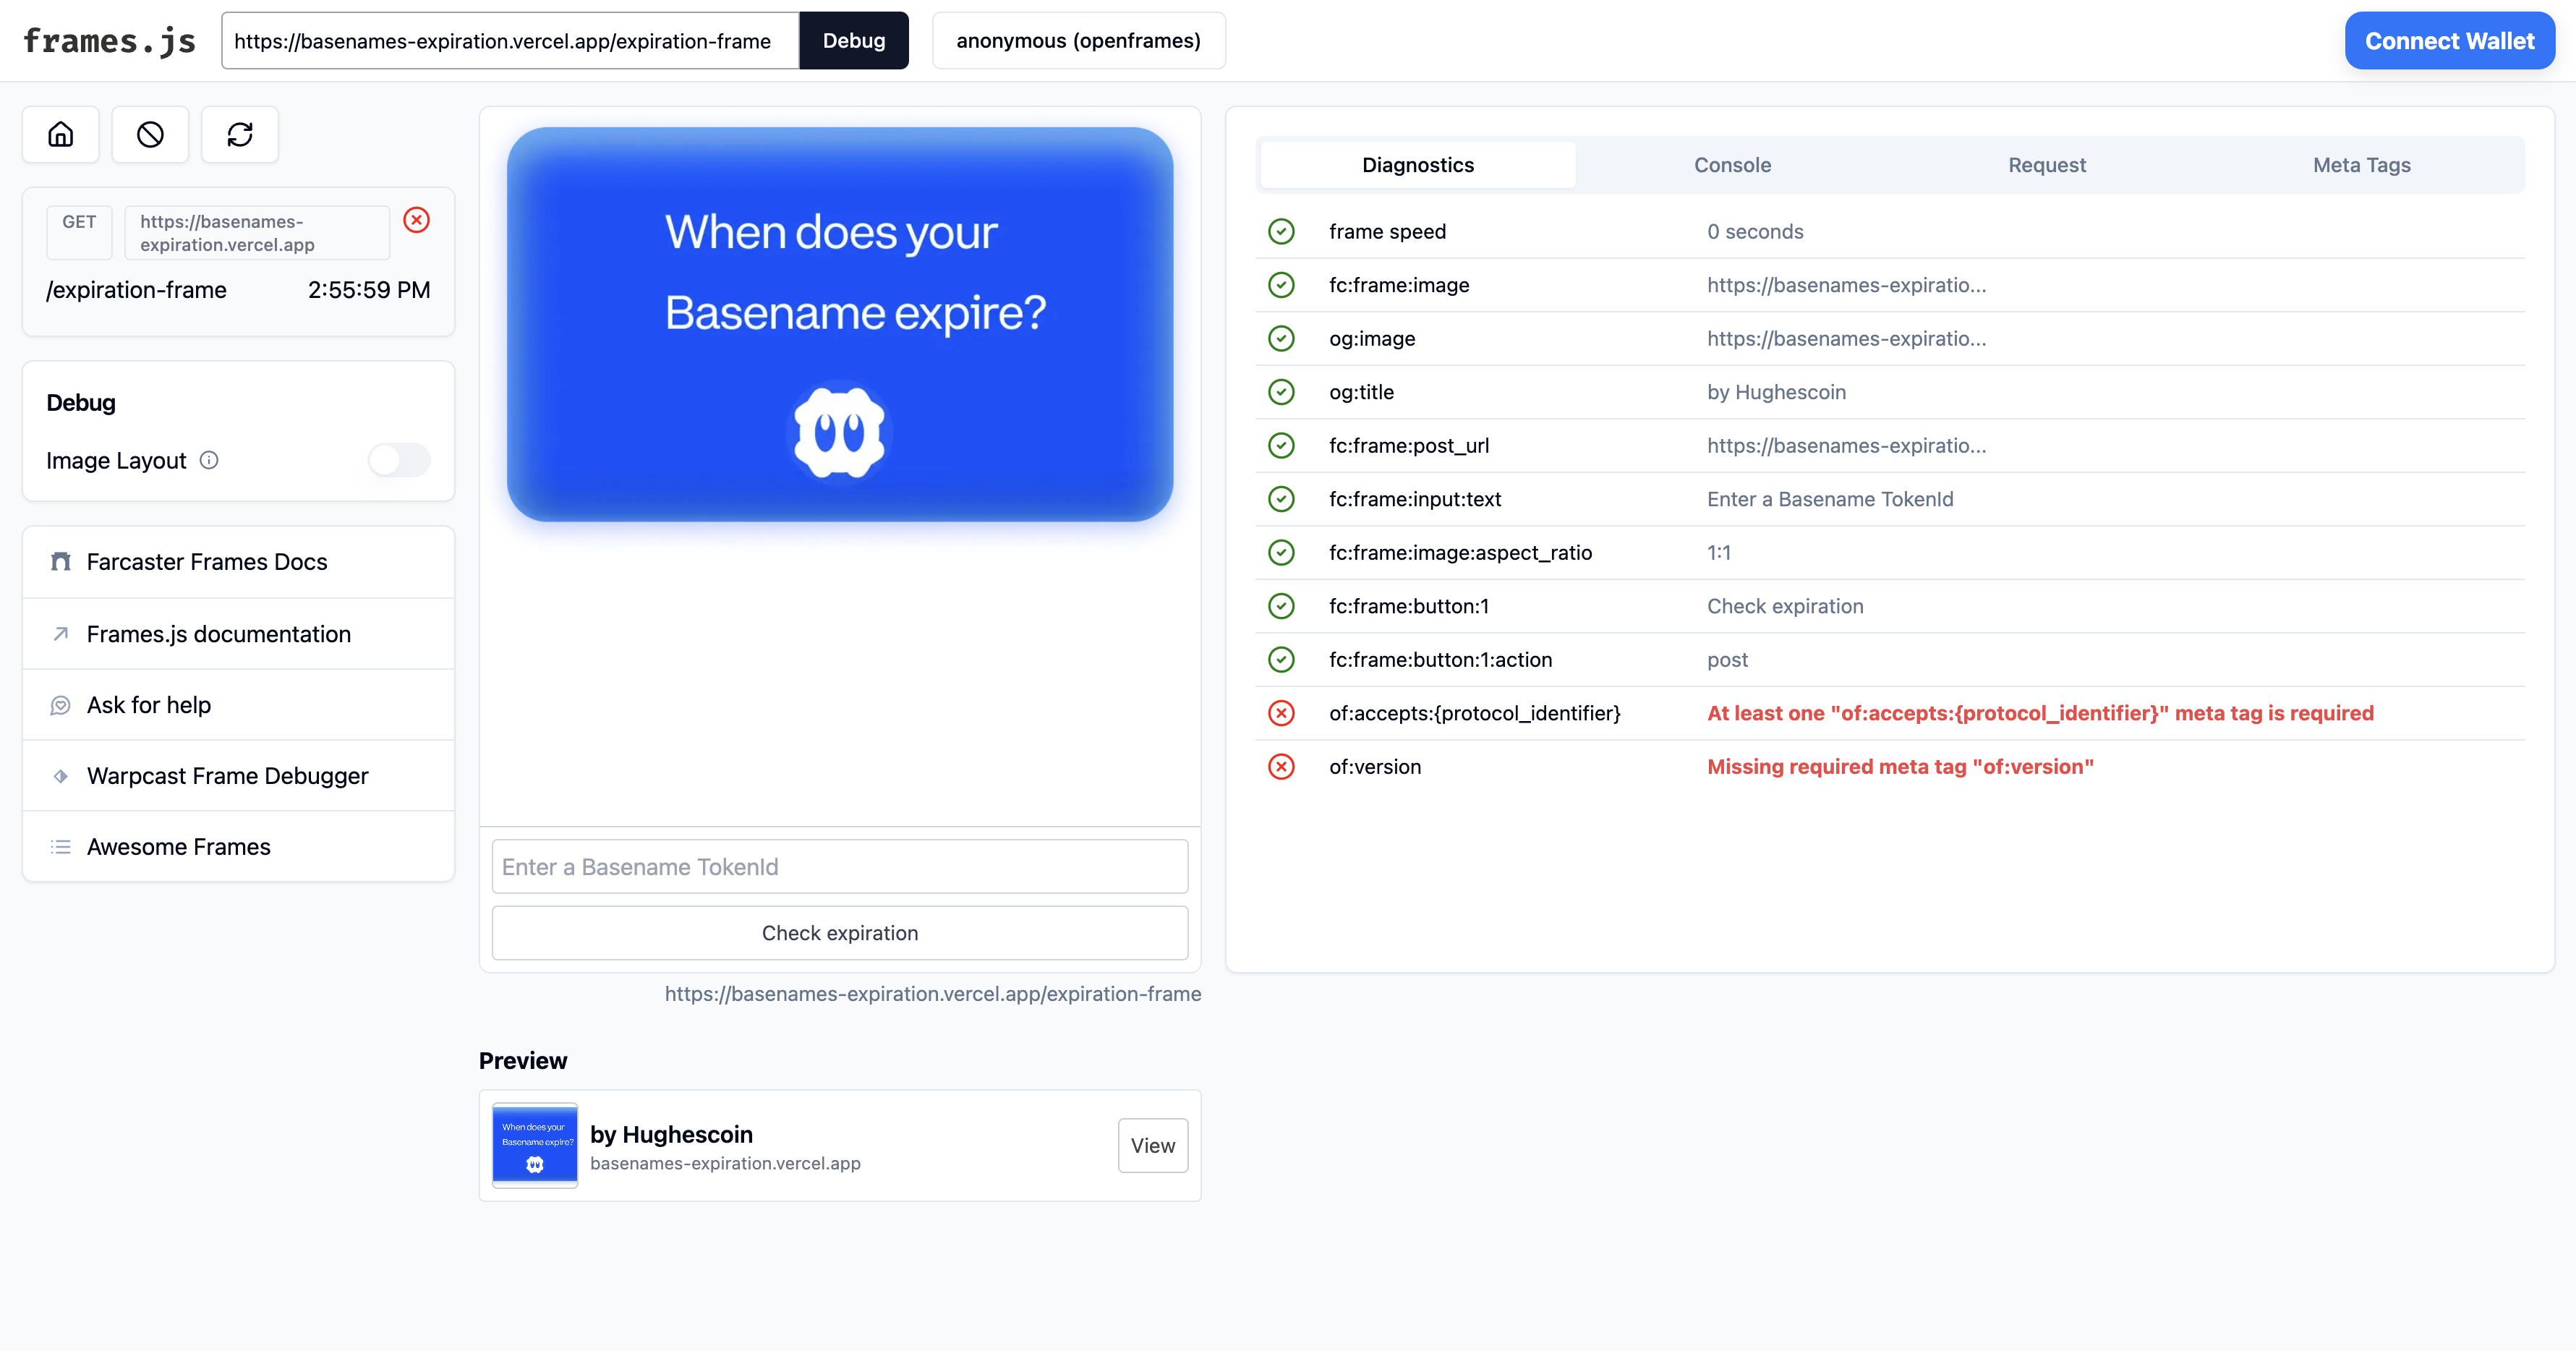 frames.js
https://basenames-expiration.vercel.app/expiration-frame
Debug
anonymous (openframes)
Connect Wallet
GET
https://basenames-
expiration.vercel.app
/expiration-frame
2:55:59 PM
Debug
Image Layout
Farcaster Frames Docs
Frames.js documentation
Ask for help
Warpcast Frame Debugger
Awesome Frames
When does your
Basename expire?
Enter a Basename TokenId
Check expiration
https://basenames-expiration.vercel.app/expiration-frame
Preview
When does your
Basename expire?
by Hughescoin
basenames-expiration.vercel.app
View
Diagnostics
Console
Request
Meta Tags
frame speed
0 seconds
fc:frame:image
https://basenames-expiratio...
og:image
https://basenames-expiratio...
og:title
by Hughescoin
fc:frame:post_url
https://basenames-expiratio...
fc:frame:input:text
Enter a Basename TokenId
fc:frame:image:aspect_ratio
1:1
fc:frame:button:1
Check expiration
fc:frame:button:1:action
post
of:accepts:{protocol_identifier}
At least one "of:accepts:{protocol_identifier}" meta tag is required
of:version
Missing required meta tag "of:version"